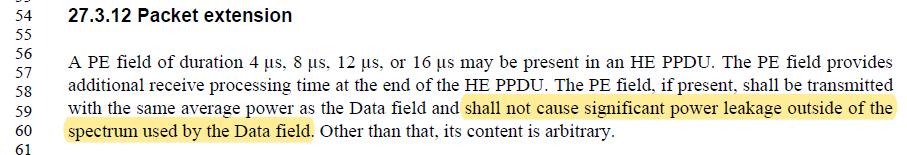 54 27.3.12 Packet extension
55
56 A PE field of duration 4 µs, 8 µs, 12 µs, or 16 µs may be present in an HE PPDU. The PE field provides
57
58 additional receive processing time at the end of the HE PPDU. The PE field, if present, shall be transmitted
59 with the same average power as the Data field and shall not cause significant power leakage outside of the
60 spectrum used by the Data field. Other than that, its content is arbitrary.
61